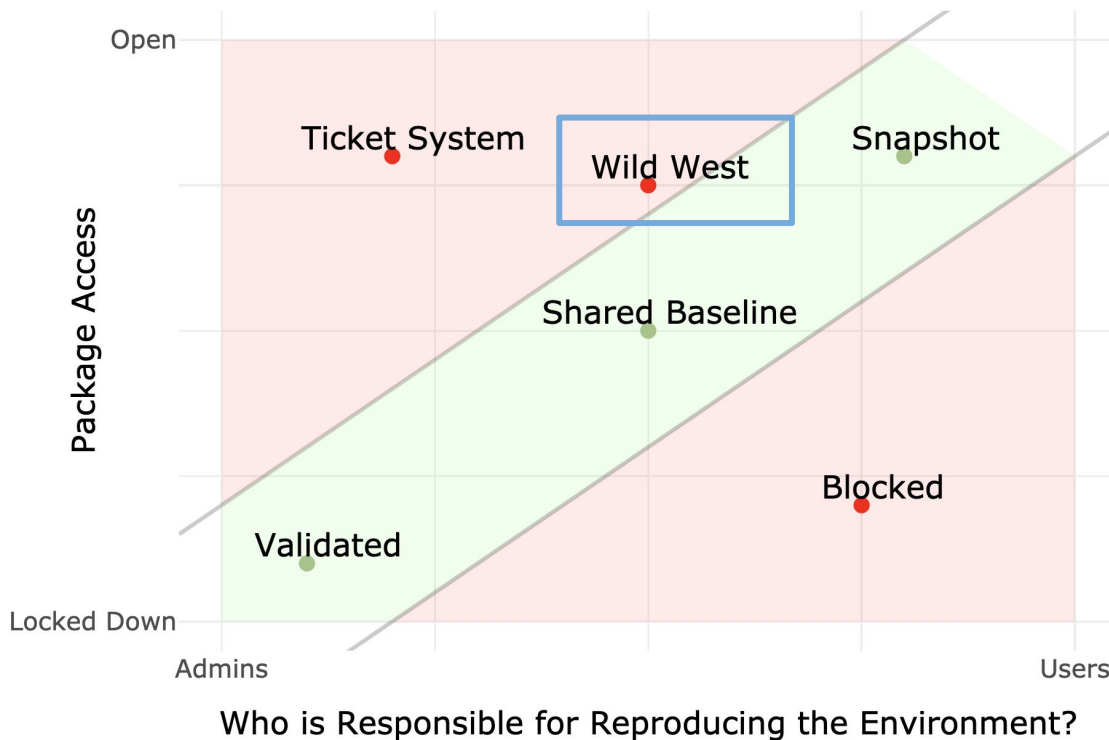 Open
Ticket System
Wild West
Snapshot
Package Access
Shared Baseline
Blocked
Validated
Locked Down
Admins
Users
Who is Responsible for Reproducing the Environment?